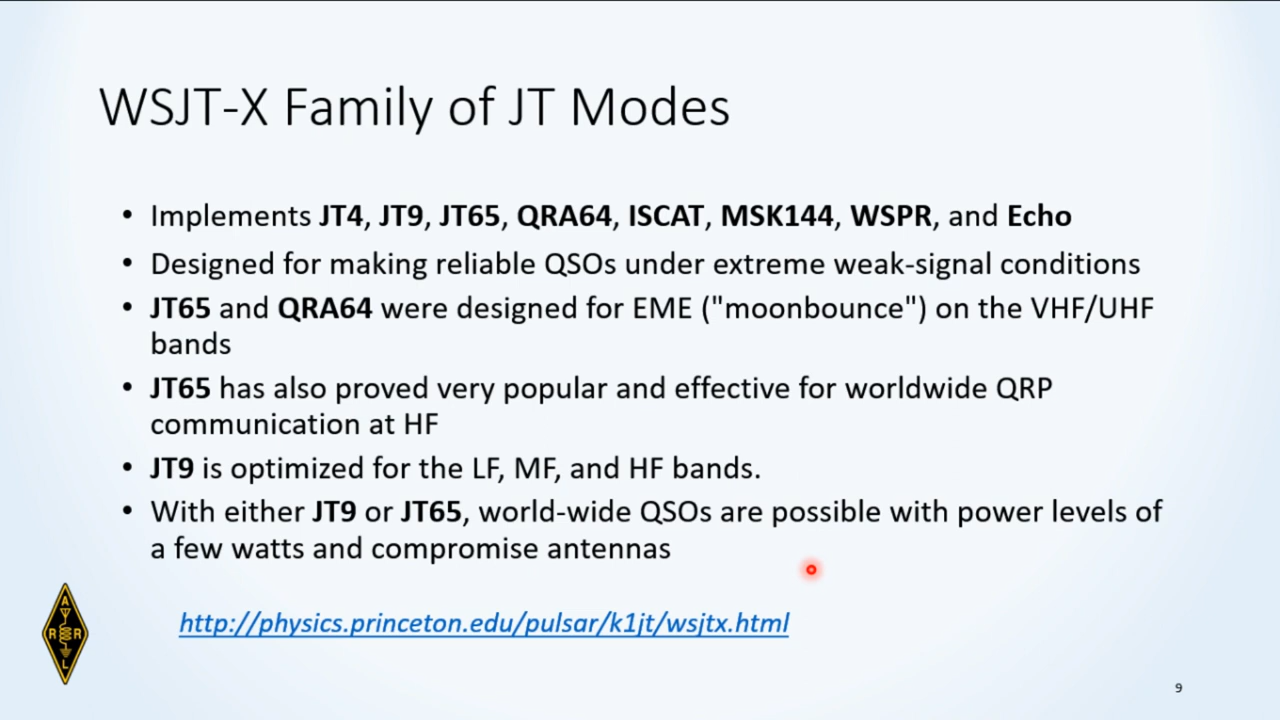 WSJT-X Family of JT Modes
• Implements JT4, JT9, JT65, QRA64, ISCAT, MSK144, WSPR, and Echo
• Designed for making reliable QSOs under extreme weak-signal conditions
• JT65 and QRA64 were designed for EME ("moonbounce") on the VHF/UHF
bands
• JT65 has also proved very popular and effective for worldwide QRP
communication at HF
• JT9 is optimized for the LF, MF, and HF bands.
• With either JT9 or JT65, world-wide QSOs are possible with power levels of
a few watts and compromise antennas
http://physics.princeton.edu/pulsar/k1jt/wsjtx.html
A
R R
L
9